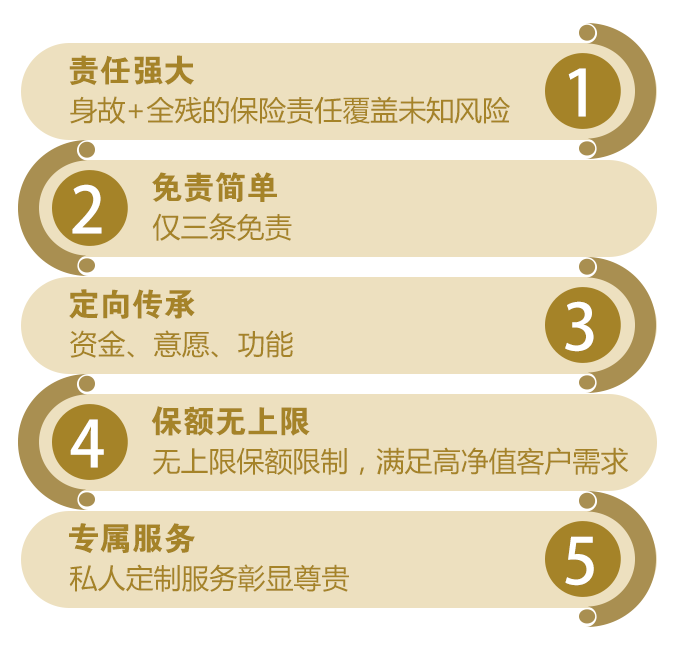 责任强大
身故+全残的保险责任覆盖未知风险
1
2
免责简单
仅三条免责
定向传承
资金、意愿、功能
3
4
保额无上限
无上限保额限制，满足高净值客户需求
专属服务
私人定制服务彰显尊贵
5